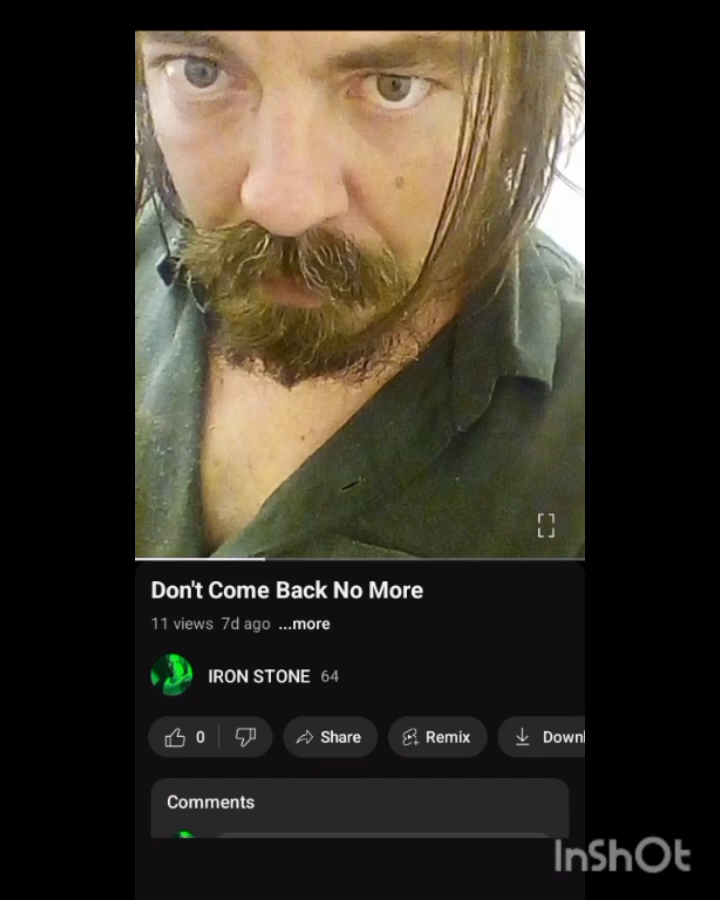 Don't Come Back No More
11 views 7d ago ...more
IRON STONE 64
0 Share Remix Downl
Comments
InShOt